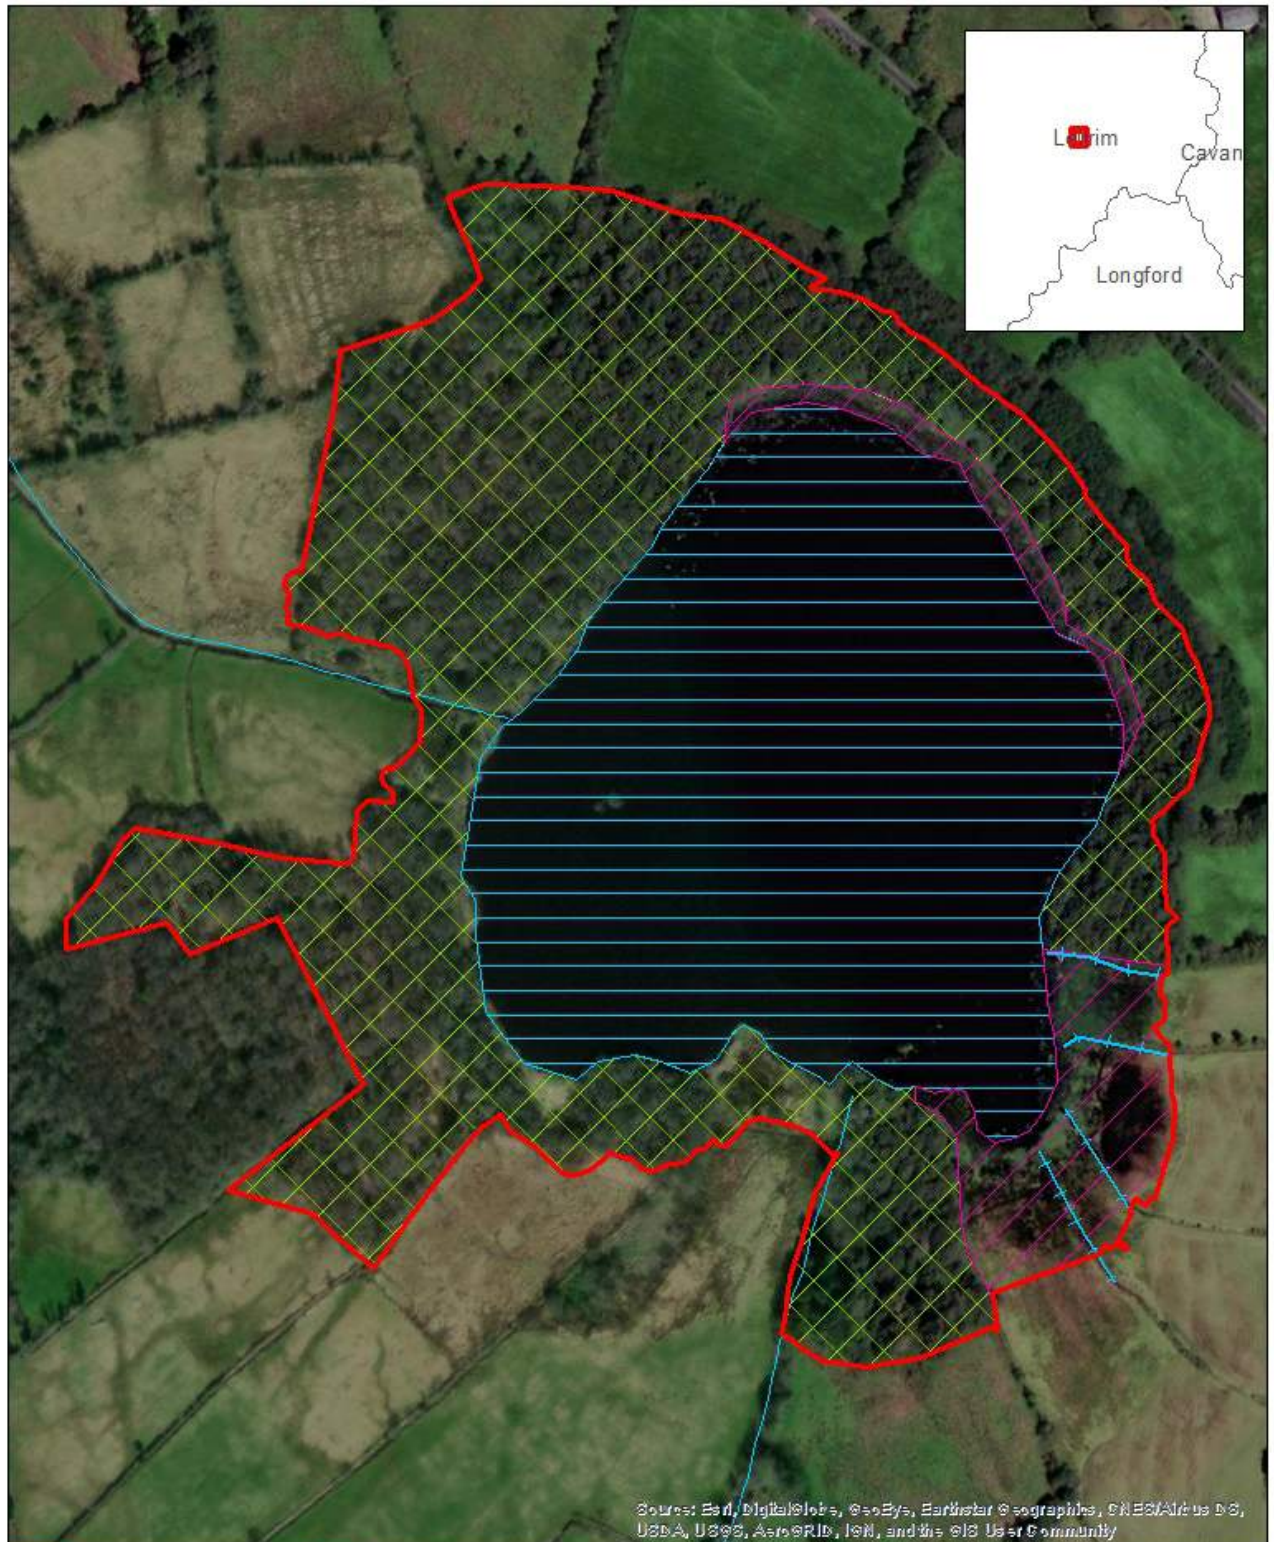 Leitrim
Cavan
Longford
Source: Esri, DigitalGlobe, GeoEye, Earthstar Geographics, CNES/Airbus DS,
USDA, USGS, AeroGRID, IGN, and the GIS User Community